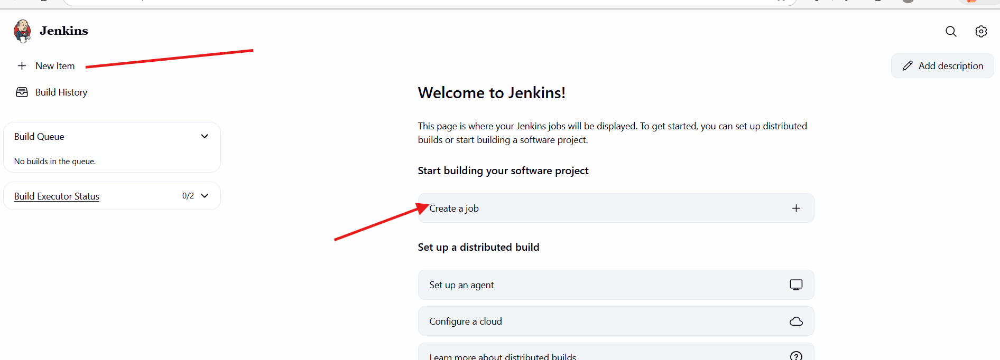 Jenkins
New Item
Build History
Add description
Build Queue
No builds in the queue.
Build Executor Status 0/2
Welcome to Jenkins!
This page is where your Jenkins jobs will be displayed. To get started, you can set up distributed
builds or start building a software project.
Start building your software project
Create a job
Set up a distributed build
Set up an agent
Configure a cloud
Learn more about distributed builds